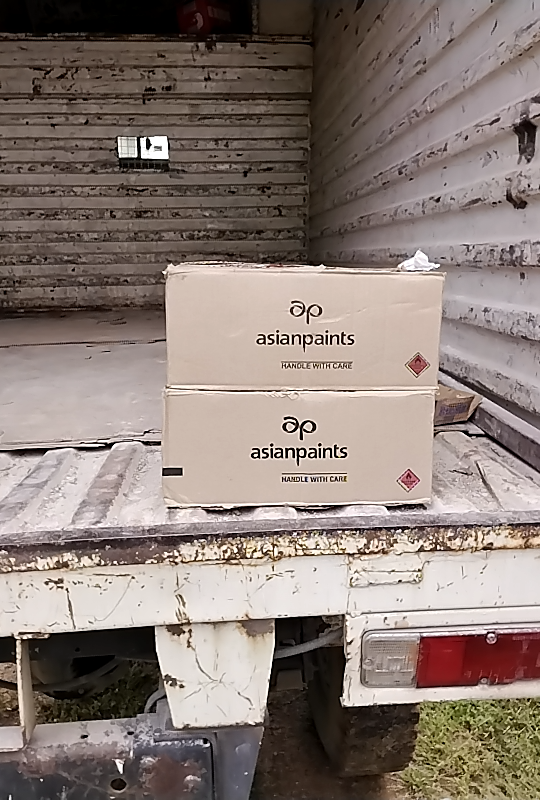 ap
asianpaints
HANDLE WITH CARE
ap
asianpaints
HANDLE WITH CARE